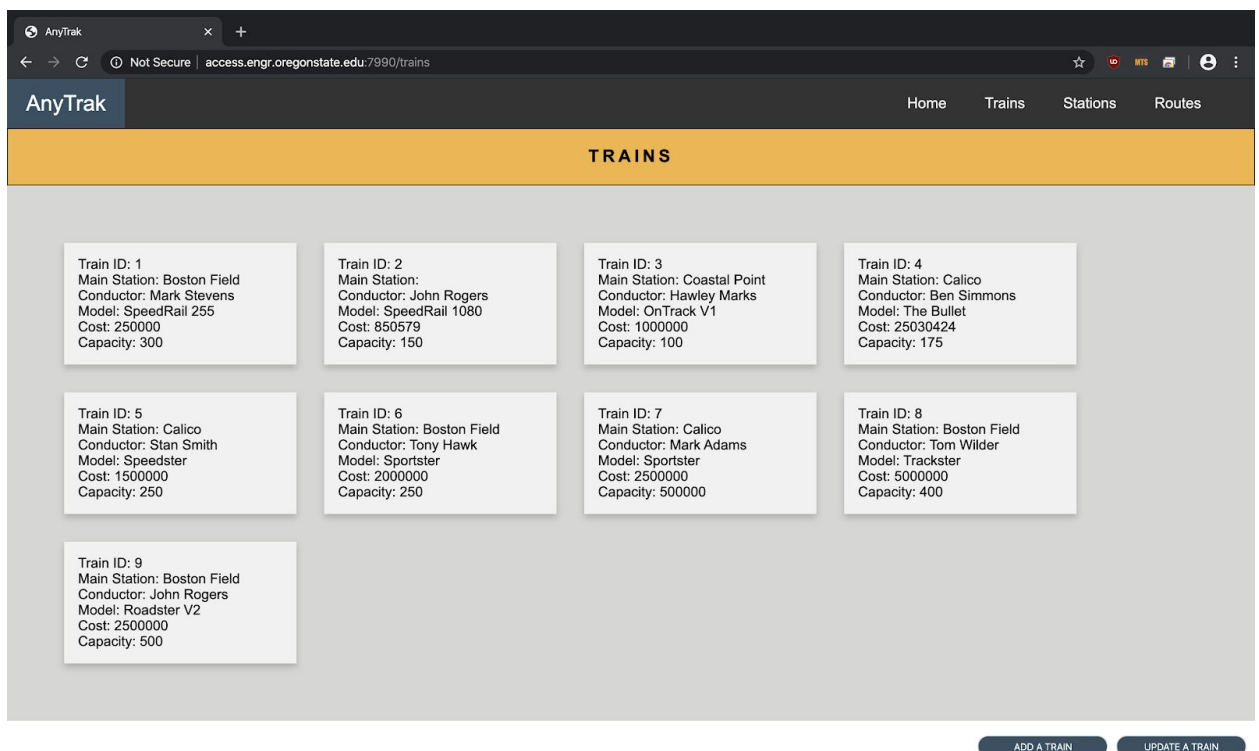 AnyTrak
Not Secure | access.engr.oregonstate.edu:7990/trains
MTS
AnyTrak
Home Trains Stations Routes
TRAINS
Train ID: 1
Main Station: Boston Field
Conductor: Mark Stevens
Model: SpeedRail 255
Cost: 250000
Capacity: 300
Train ID: 2
Main Station:
Conductor: John Rogers
Model: SpeedRail 1080
Cost: 850579
Capacity: 150
Train ID: 3
Main Station: Coastal Point
Conductor: Hawley Marks
Model: OnTrack V1
Cost: 1000000
Capacity: 100
Train ID: 4
Main Station: Calico
Conductor: Ben Simmons
Model: The Bullet
Cost: 25030424
Capacity: 175
Train ID: 5
Main Station: Calico
Conductor: Stan Smith
Model: Speedster
Cost: 1500000
Capacity: 250
Train ID: 6
Main Station: Boston Field
Conductor: Tony Hawk
Model: Sportster
Cost: 2000000
Capacity: 250
Train ID: 7
Main Station: Calico
Conductor: Mark Adams
Model: Sportster
Cost: 2500000
Capacity: 500000
Train ID: 8
Main Station: Boston Field
Conductor: Tom Wilder
Model: Trackster
Cost: 5000000
Capacity: 400
Train ID: 9
Main Station: Boston Field
Conductor: John Rogers
Model: Roadster V2
Cost: 2500000
Capacity: 500
ADD A TRAIN
UPDATE A TRAIN